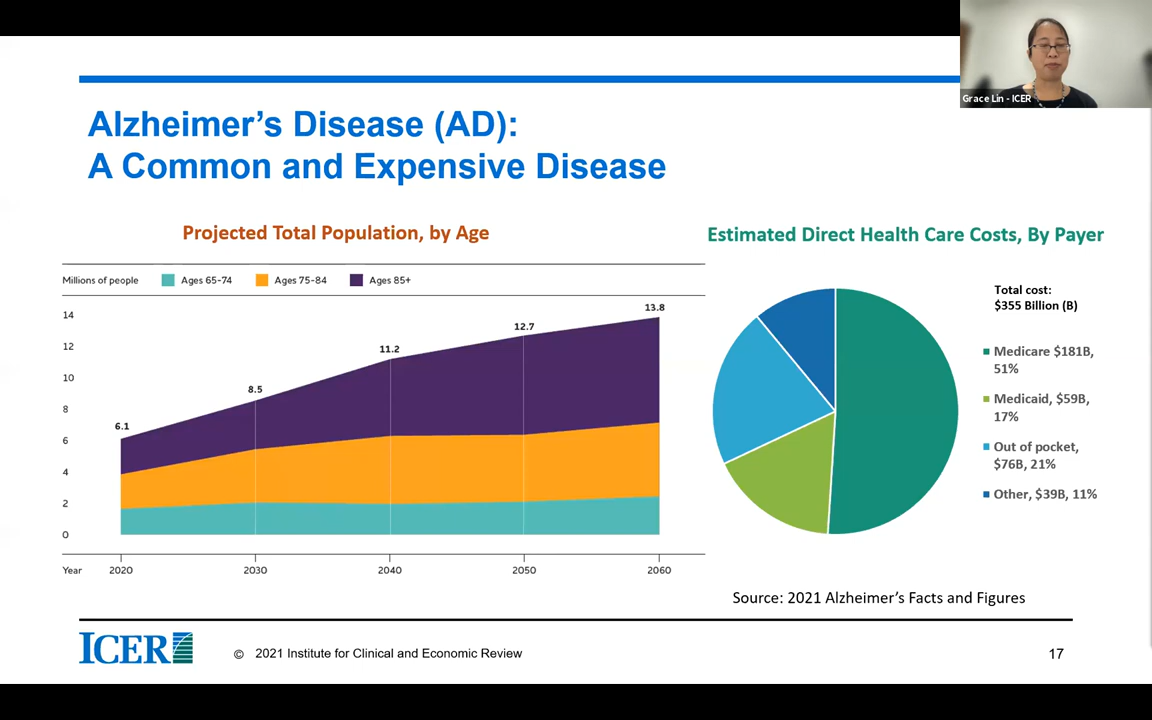 Grace Lin - ICER
Alzheimer's Disease (AD):
A Common and Expensive Disease
Projected Total Population, by Age
Millions of people Ages 65-74 Ages 75-84 Ages 85+
14
12
10
8
6
4
2
0
6.1
8.5
11.2
12.7
13.8
Year 2020 2030 2040 2050 2060
Estimated Direct Health Care Costs, By Payer
Total cost:
$355 Billion (B)
Medicare $181B,
51%
Medicaid, $59B,
17%
Out of pocket,
$76B, 21%
Other, $39B, 11%
Source: 2021 Alzheimer's Facts and Figures
ICER © 2021 Institute for Clinical and Economic Review 17